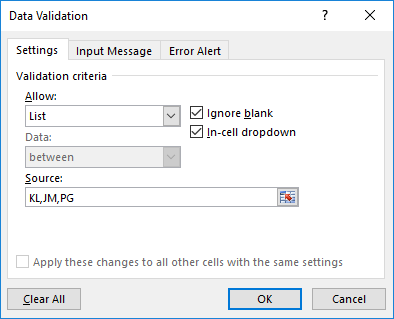 Data Validation ?
Settings Input Message Error Alert
Validation criteria
Allow:
List
Ignore blank
In-cell dropdown
Data:
between
Source:
KL,JM,PG
Apply these changes to all other cells with the same settings
Clear All OK Cancel